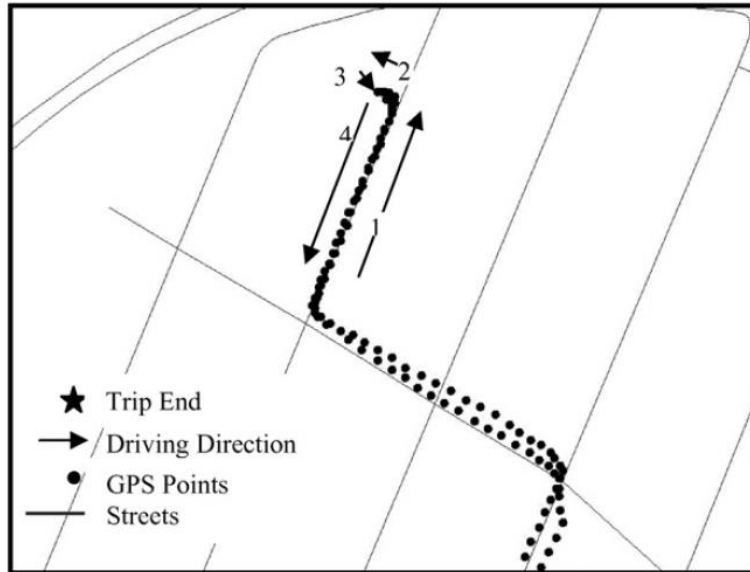 2
3
4
1
Trip End
Driving Direction
GPS Points
Streets